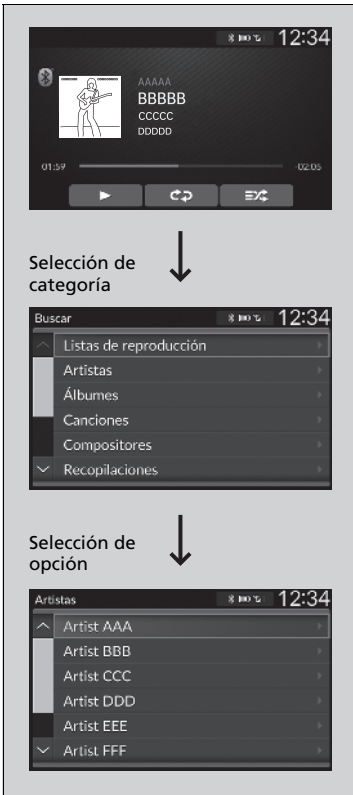 12:34
AAAAA
BBBBB
CCCCC
DDDDD
01:59 -02:05
Selección de
categoría
Buscar 12:34
Listas de reproducción
Artistas
Álbumes
Canciones
Compositores
Recopilaciones
Selección de
opción
Artistas 12:34
Artist AAA
Artist BBB
Artist CCC
Artist DDD
Artist EEE
Artist FFF